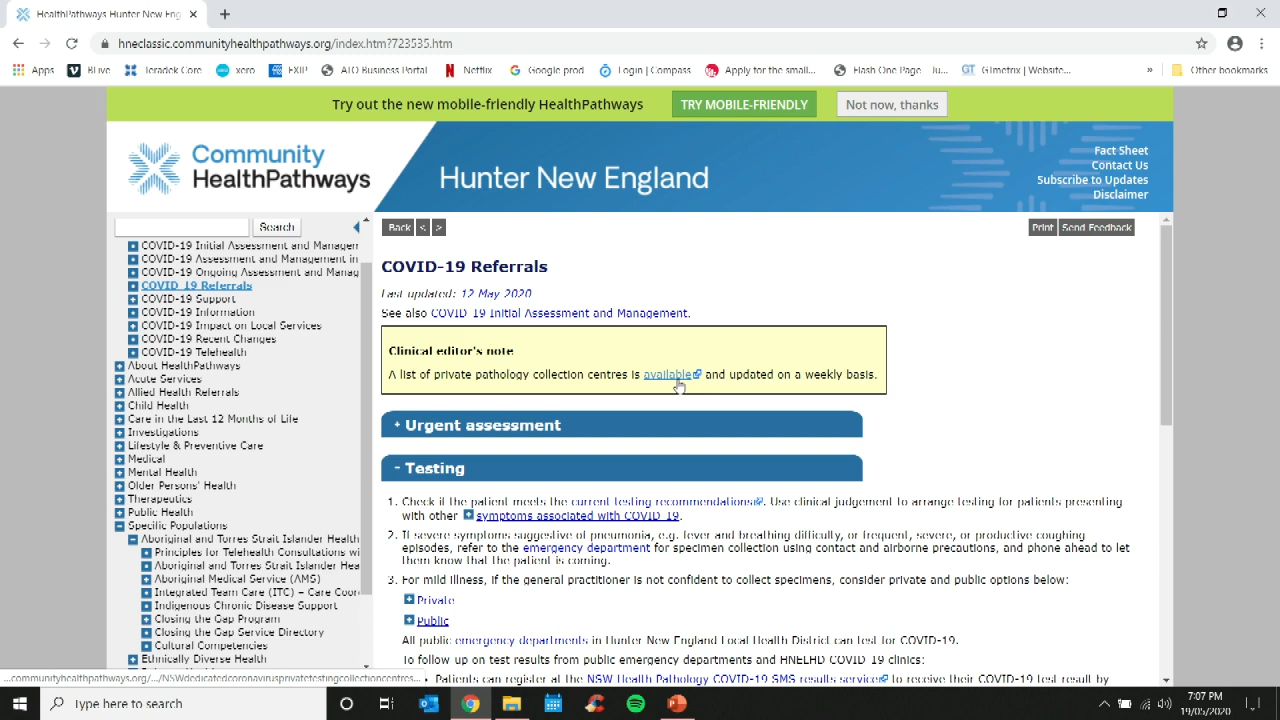 HealthPathways Hunter New Eng
hneclassic.communityhealthpathways.org/index.htm?723535.htm
Apps BLive Teradek Core xero EXIP ATO Business Portal Netflix Google prod Login | Compass Apply for the small... Flash One Page Ju... GTmetrix | Website... » Other bookmarks
Try out the new mobile-friendly HealthPathways TRY MOBILE-FRIENDLY Not now, thanks
Community
HealthPathways
Hunter New England
Fact Sheet
Contact Us
Subscribe to Updates
Disclaimer
Search
COVID-19 Initial Assessment and Managem
COVID-19 Assessment and Management in
COVID-19 Ongoing Assessment and Manag
COVID-19 Referrals
COVID-19 Support
COVID-19 Information
COVID-19 Impact on Local Services
COVID-19 Recent Changes
COVID-19 Telehealth
About HealthPathways
Acute Services
Allied Health Referrals
Child Health
Care in the Last 12 Months of Life
Investigations
Lifestyle & Preventive Care
Medical
Mental Health
Older Persons' Health
Therapeutics
Public Health
Specific Populations
Aboriginal and Torres Strait Islander Health
Principles for Telehealth Consultations wi
Aboriginal and Torres Strait Islander Hea
Aboriginal Medical Service (AMS)
Integrated Team Care (ITC) – Care Coor
Indigenous Chronic Disease Support
Closing the Gap Program
Closing the Gap Service Directory
Cultural Competencies
Ethnically Diverse Health
Back < >
Print Send Feedback
COVID-19 Referrals
Last updated: 12 May 2020
See also COVID-19 Initial Assessment and Management.
Clinical editor's note
A list of private pathology collection centres is available and updated on a weekly basis.
+ Urgent assessment
- Testing
1. Check if the patient meets the current testing recommendations. Use clinical judgement to arrange testing for patients presenting
with other symptoms associated with COVID-19.
2. If severe symptoms suggestive of pneumonia, e.g. fever and breathing difficulty, or frequent, severe, or productive coughing
episodes, refer to the emergency department for specimen collection using contact and airborne precautions, and phone ahead to let
them know that the patient is coming.
3. For mild illness, if the general practitioner is not confident to collect specimens, consider private and public options below:
Private
Public
All public emergency departments in Hunter New England Local Health District can test for COVID-19.
To follow up on test results from public emergency departments and HNELHD COVID-19 clinics:
• Patients can register at the NSW Health Pathology COVID-19 SMS results service to receive their COVID-19 test result by
...communityhealthpathways.org/.../NSWdedicatedcoronavirusprivatetestingcollectioncentres...
Type here to search
7:07 PM
19/05/2020